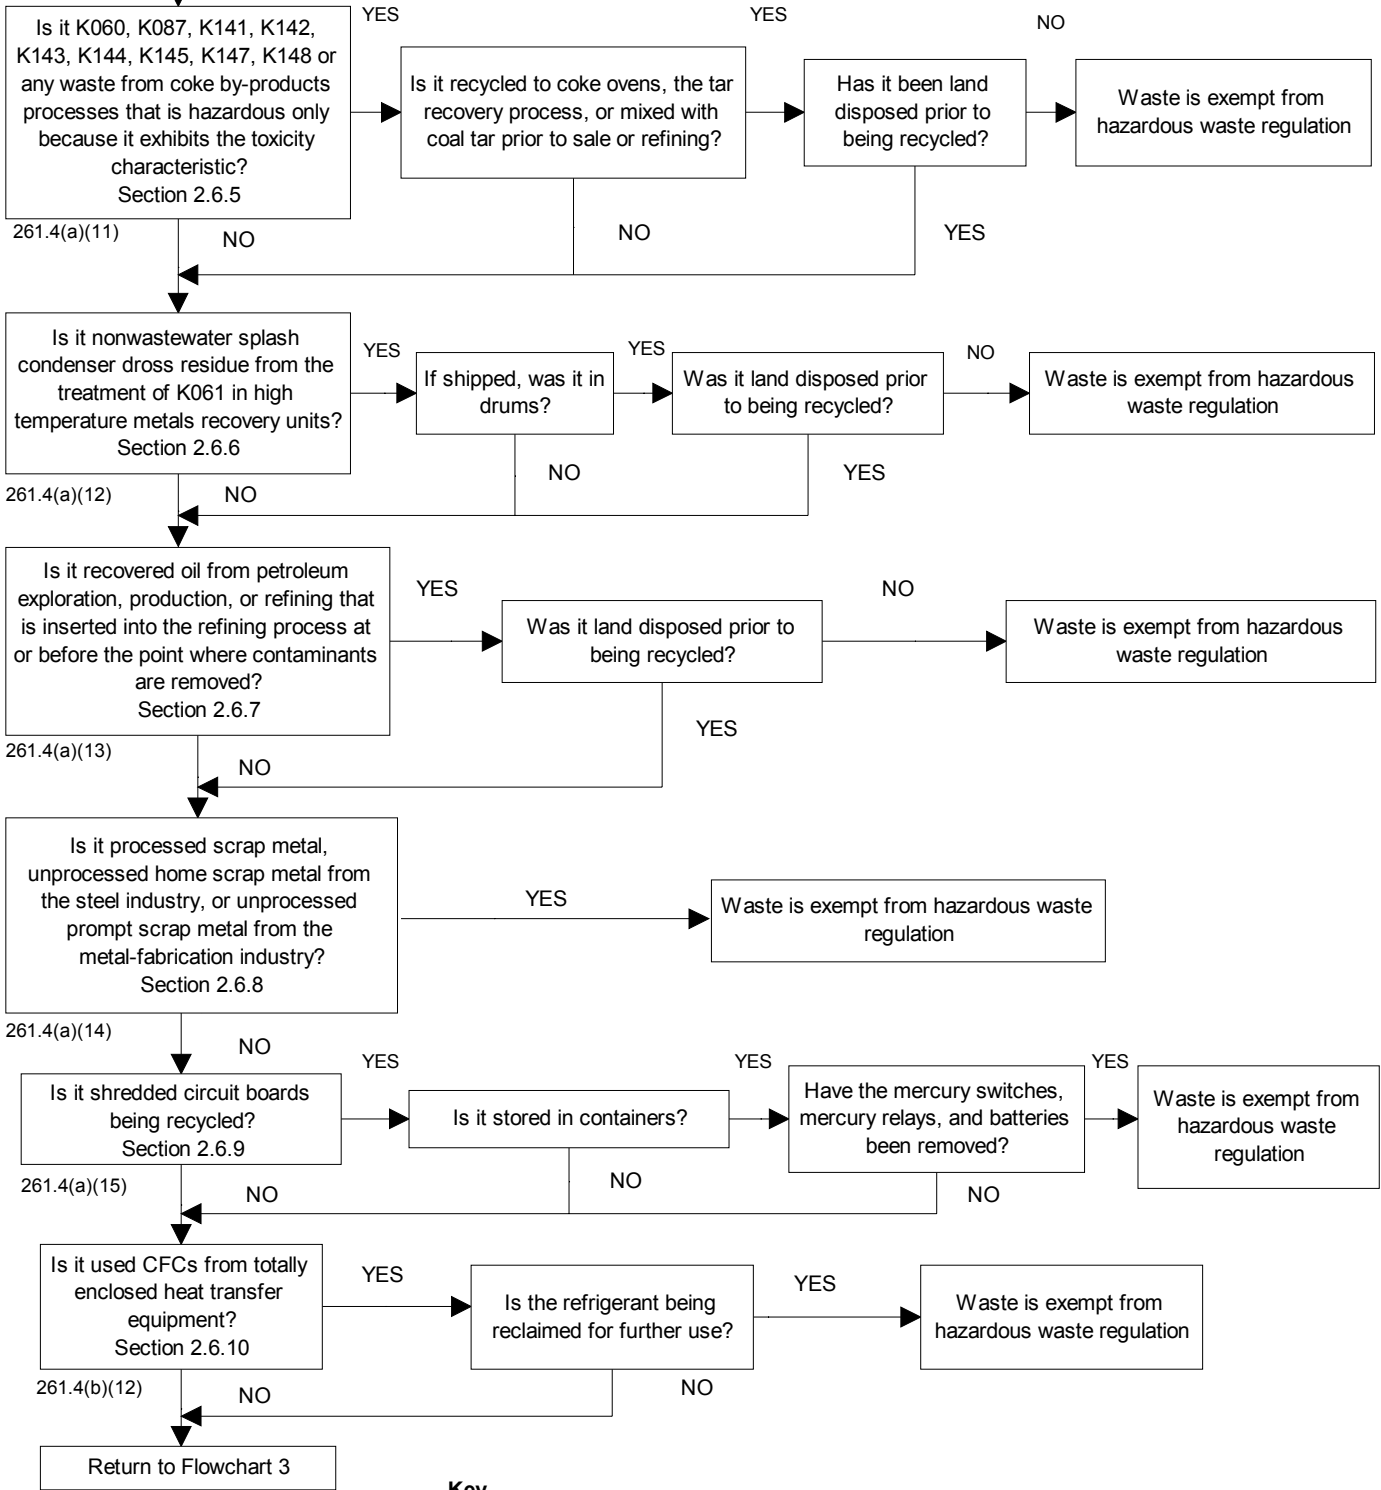 Is it K060, K087, K141, K142,
K143, K144, K145, K147, K148 or
any waste from coke by-products
processes that is hazardous only
because it exhibits the toxicity
characteristic?
Section 2.6.5
YES
Is it recycled to coke ovens, the tar
recovery process, or mixed with
coal tar prior to sale or refining?
YES
Has it been land
disposed prior to
being recycled?
NO
Waste is exempt from
hazardous waste regulation
261.4(a)(11)
NO
NO
YES
Is it nonwastewater splash
condenser dross residue from the
treatment of K061 in high
temperature metals recovery units?
Section 2.6.6
YES
If shipped, was it in
drums?
YES
Was it land disposed prior
to being recycled?
NO
Waste is exempt from hazardous
waste regulation
261.4(a)(12)
NO
NO
YES
Is it recovered oil from petroleum
exploration, production, or refining that
is inserted into the refining process at
or before the point where contaminants
are removed?
Section 2.6.7
YES
Was it land disposed prior to
being recycled?
NO
Waste is exempt from hazardous
waste regulation
261.4(a)(13)
NO
YES
Is it processed scrap metal,
unprocessed home scrap metal from
the steel industry, or unprocessed
prompt scrap metal from the
metal-fabrication industry?
Section 2.6.8
YES
Waste is exempt from hazardous waste
regulation
261.4(a)(14)
NO
Is it shredded circuit boards
being recycled?
Section 2.6.9
YES
Is it stored in containers?
YES
Have the mercury switches,
mercury relays, and batteries
been removed?
YES
Waste is exempt from
hazardous waste
regulation
261.4(a)(15)
NO
NO
NO
Is it used CFCs from totally
enclosed heat transfer
equipment?
Section 2.6.10
YES
Is the refrigerant being
reclaimed for further use?
YES
Waste is exempt from
hazardous waste regulation
261.4(b)(12)
NO
NO
Return to Flowchart 3
Key